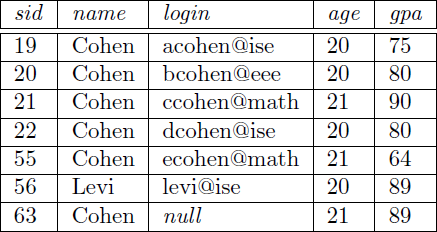 sid name login age gpa
19 Cohen acohen@ise 20 75
20 Cohen bcohen@eee 20 80
21 Cohen ccohen@math 21 90
22 Cohen dcohen@ise 20 80
55 Cohen ecohen@math 21 64
56 Levi levi@ise 20 89
63 Cohen null 21 89